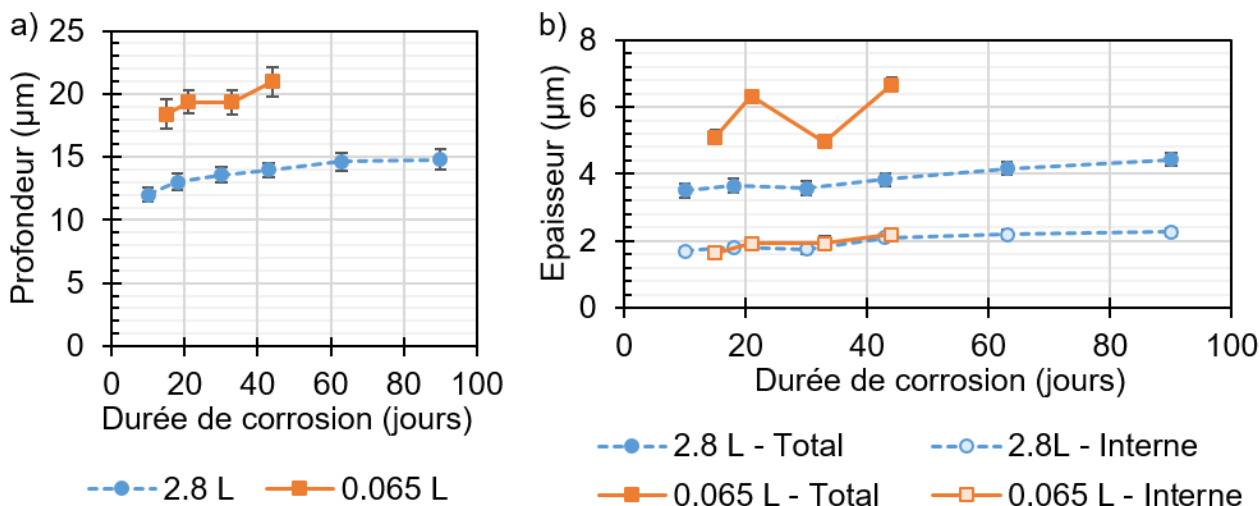 a)
25
20
15
10
5
0
Profondeur (µm)
0 20 40 60 80 100
Durée de corrosion (jours)
2.8 L
0.065 L
b)
8
6
4
2
0
Epaisseur (µm)
0 20 40 60 80 100
Durée de corrosion (jours)
2.8 L - Total
2.8L - Interne
0.065 L - Total
0.065 L - Interne